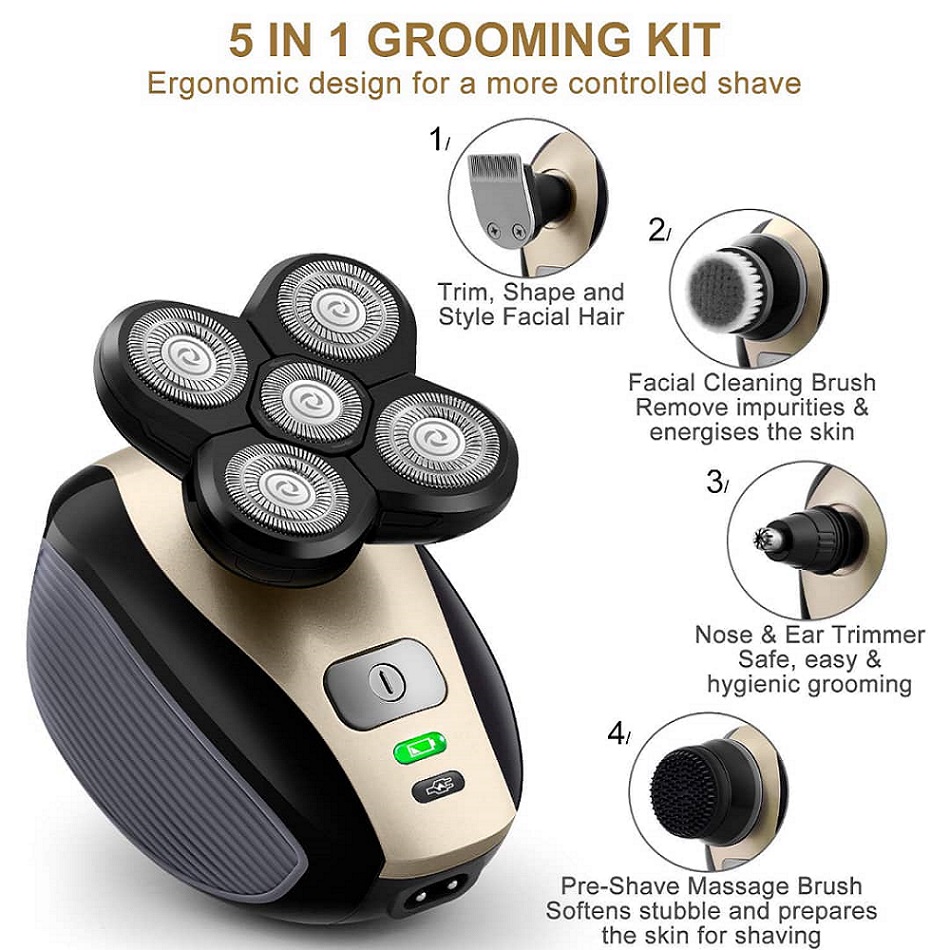 5 IN 1 GROOMING KIT
Ergonomic design for a more controlled shave
1/
Trim, Shape and
Style Facial Hair
2/
Facial Cleaning Brush
Remove impurities &
energises the skin
3/
Nose & Ear Trimmer
Safe, easy &
hygienic grooming
4/
Pre-Shave Massage Brush
Softens stubble and prepares
the skin for shaving